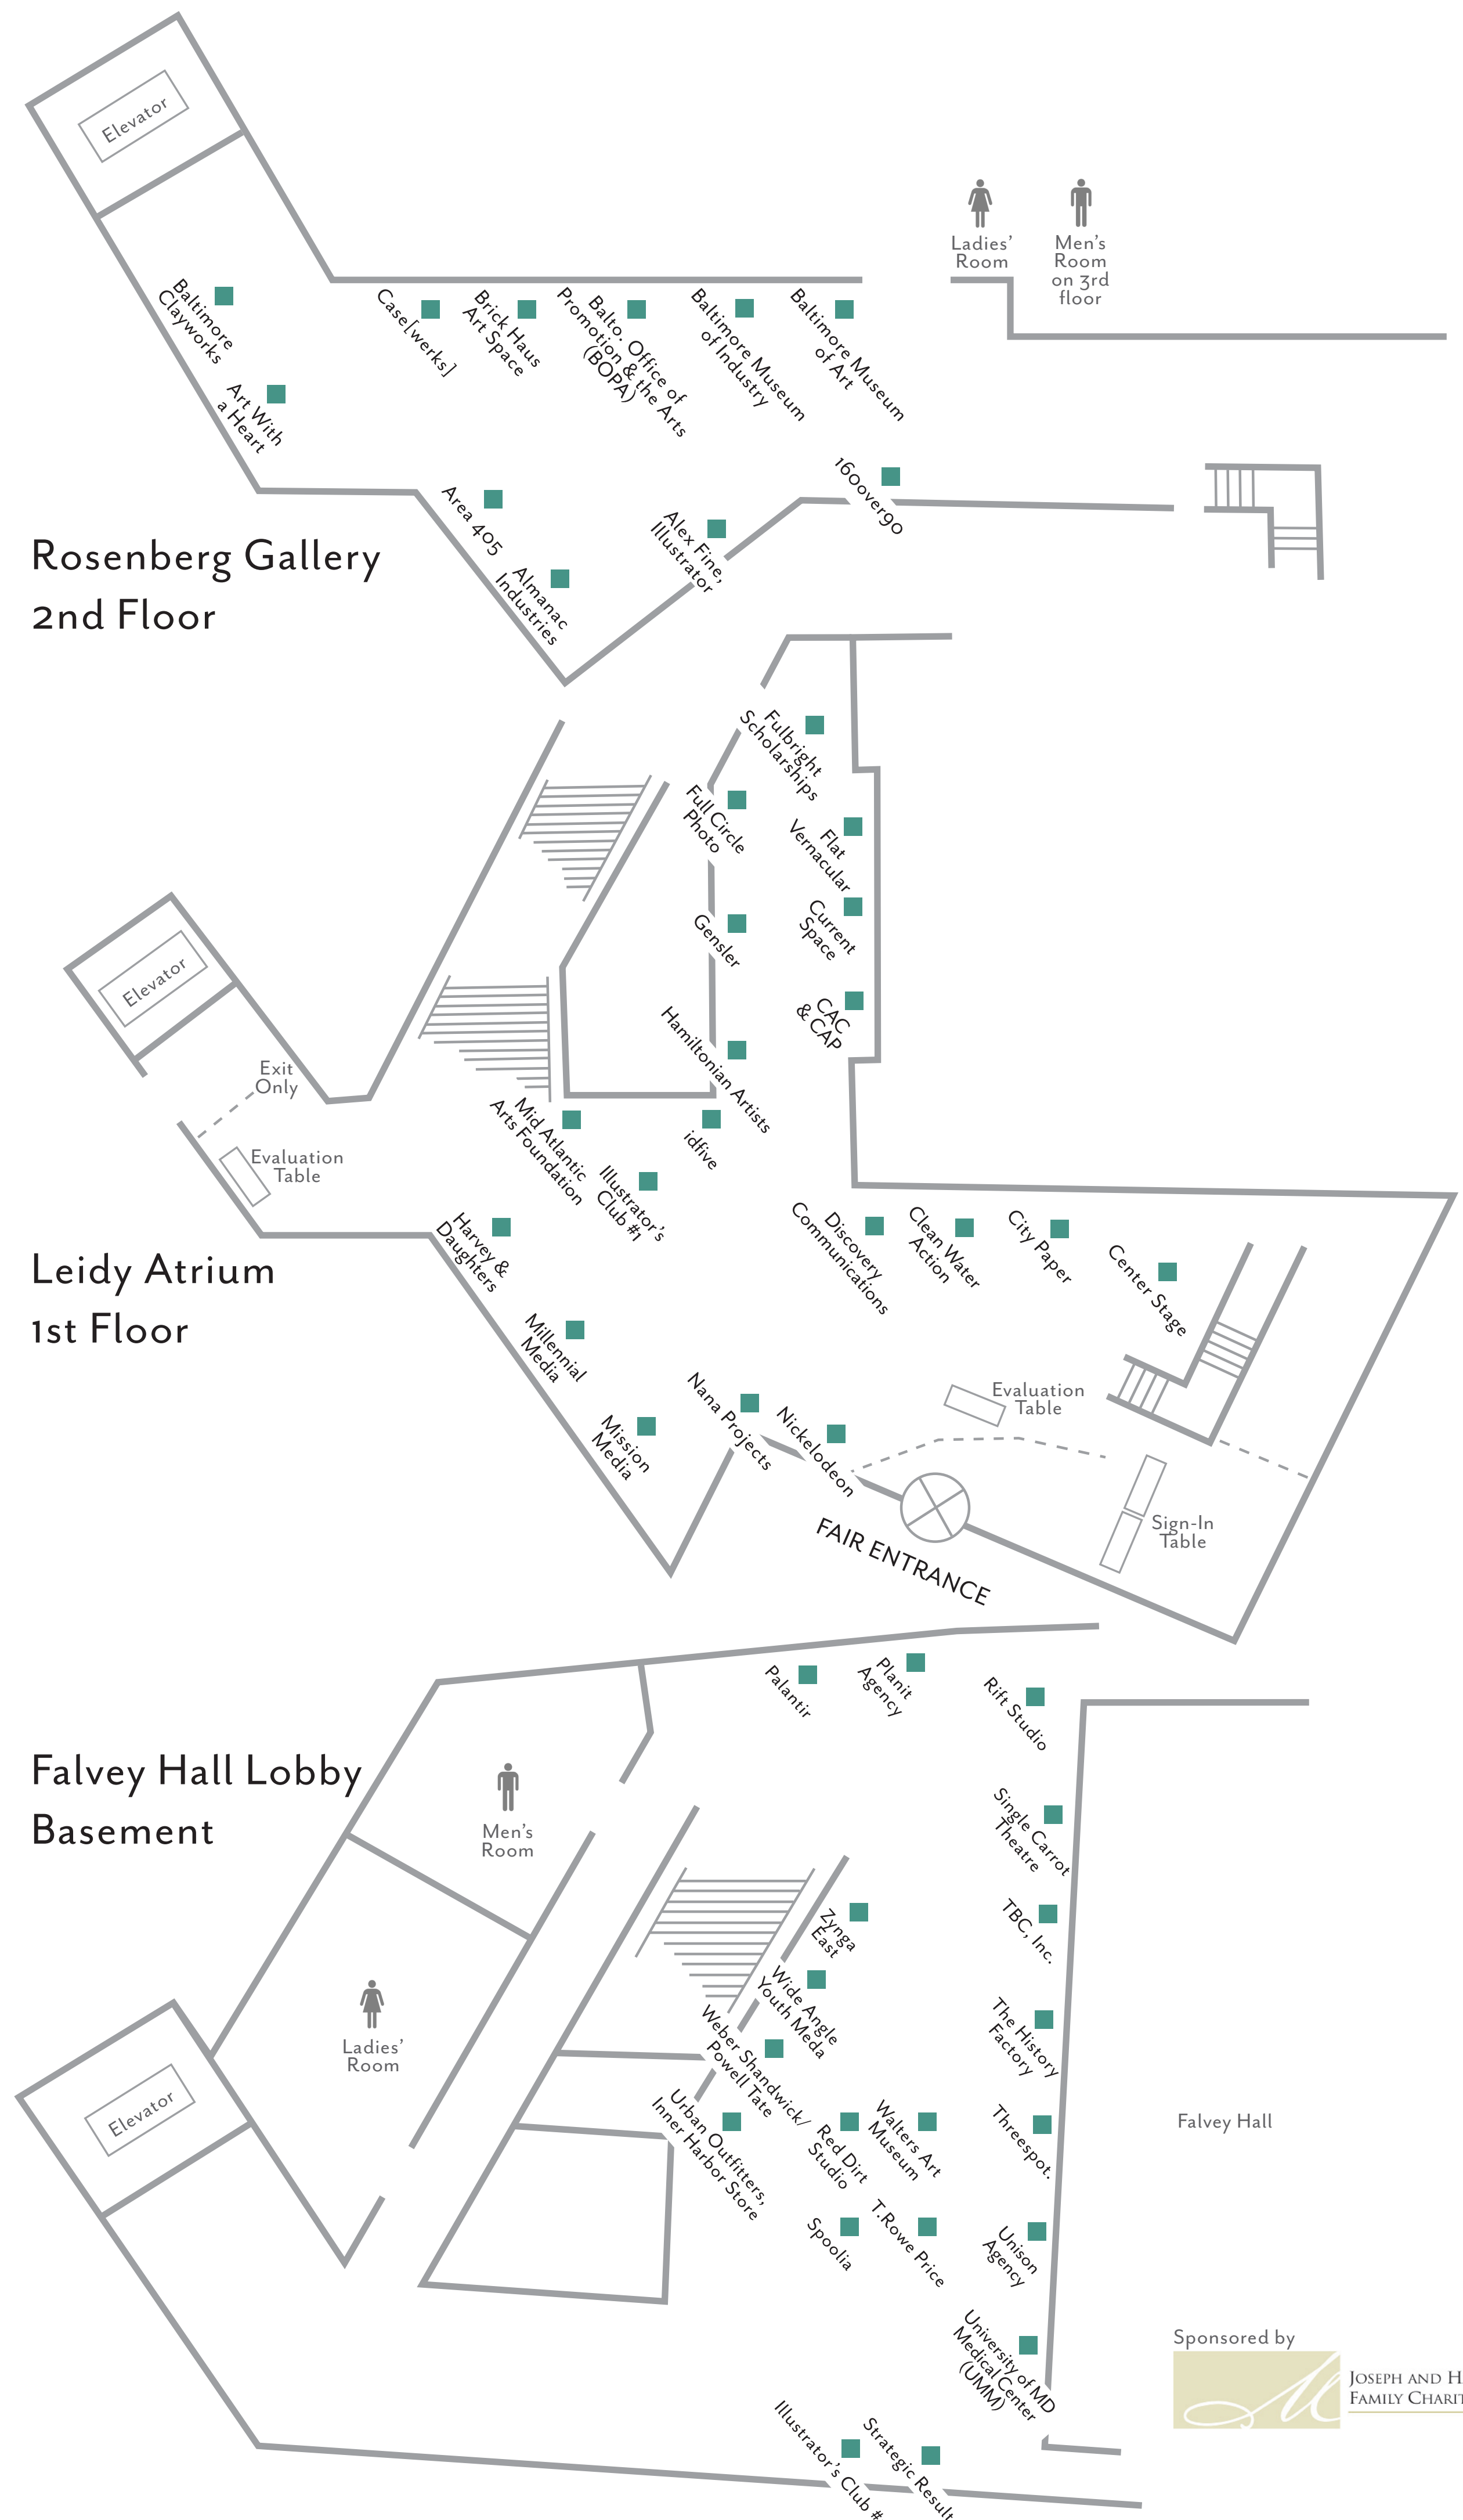 Elevator
Ladies'
Room
Men's
Room
on 3rd
floor
Baltimore
Clayworks
Art With
a Heart
Case[werks]
Brick Haus
Art Space
Balto. Office of
Promotion & the Arts
(BOPA)
Baltimore Museum
of Industry
Baltimore Museum
of Art
160over90
Area 405
Almanac
Industries
Alex Fine,
Illustrator
Rosenberg Gallery
2nd Floor
Fulbright
Scholarships
Full Circle
Photo
Flat
Vernacular
Gensler
Current
Space
CAC
& CAP
Hamiltonian Artists
Elevator
Exit
Only
Evaluation
Table
Mid Atlantic
Arts Foundation
idfive
Illustrator's
Club #1
Harvey &
Daughters
Discovery
Communications
Clean Water
Action
City Paper
Center Stage
Leidy Atrium
1st Floor
Millennial
Media
Mission
Media
Nana Projects
Nickelodeon
Evaluation
Table
Sign-In
Table
FAIR ENTRANCE
Palantir
Planit
Agency
Rift Studio
Falvey Hall Lobby
Basement
Men's
Room
Single Carrot
Theatre
Zynga
East
TBC, Inc.
Wide Angle
Youth Meda
Ladies'
Room
Weber Shandwick/
Powell Tate
The History
Factory
Elevator
Urban Outfitters,
Inner Harbor Store
Red Dirt
Studio
Walters Art
Museum
Threespot.
Falvey Hall
Spoolia
T.Rowe Price
Unison
Agency
University of MD
Medical Center
(UMM)
Sponsored by
JOSEPH AND
FAMILY
Illustrator's Club #
Strategic